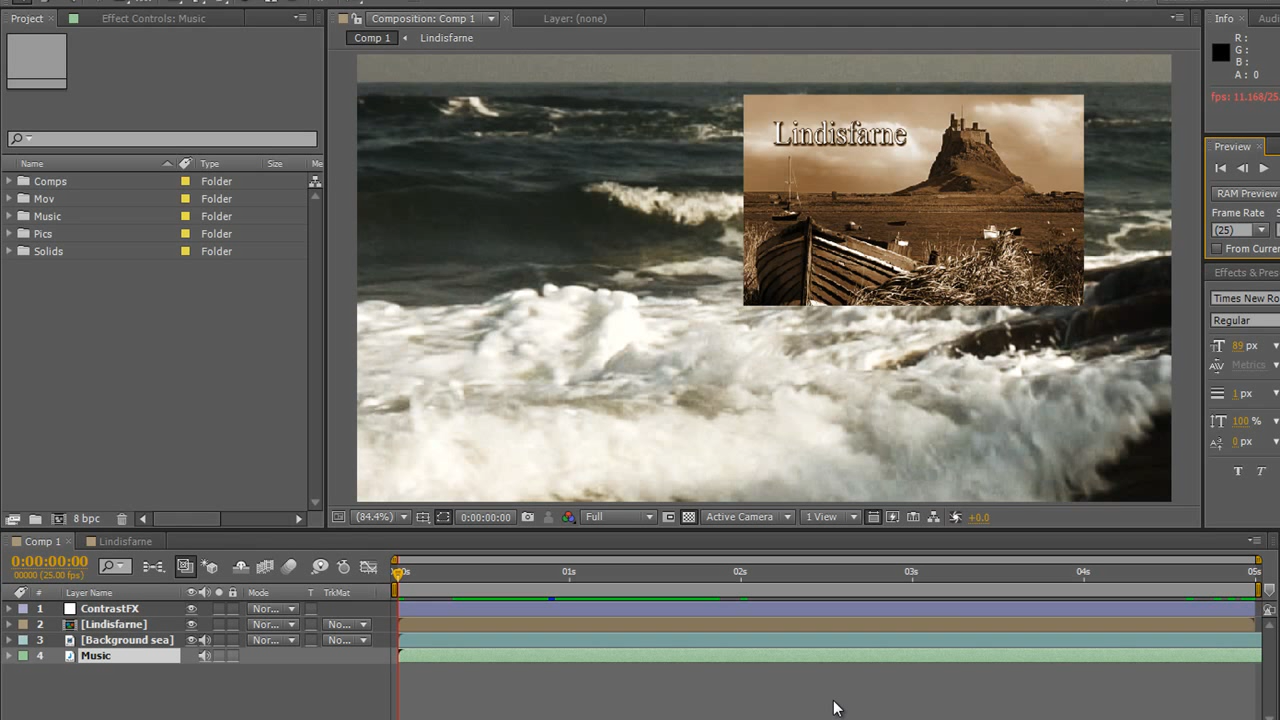 Project × Effect Controls: Music
Composition: Comp 1 × Layer: (none)
Info ×
Comp 1 Lindisfarne
R :
G :
B :
A : 0
fps: 11.168/25
Lindisfarne
Preview ×
RAM Preview
Frame Rate
(25)
From Curre
Effects & Pres
Times New Ro
Regular
89 px
Metrics
1 px
100 %
0 px
T T
Name Type Size Me
Comps Folder
Mov Folder
Music Folder
Pics Folder
Solids Folder
8 bpc
(84.4%) 0:00:00:00 Full Active Camera 1 View +0.0
Comp 1 × Lindisfarne
0:00:00:00
00000 (25.00 fps)
01s 02s 03s 04s 05s
# Layer Name Mode T TrkMat
1 ContrastFX Nor...
2 [Lindisfarne] Nor... No...
3 [Background sea] Nor... No...
4 Music